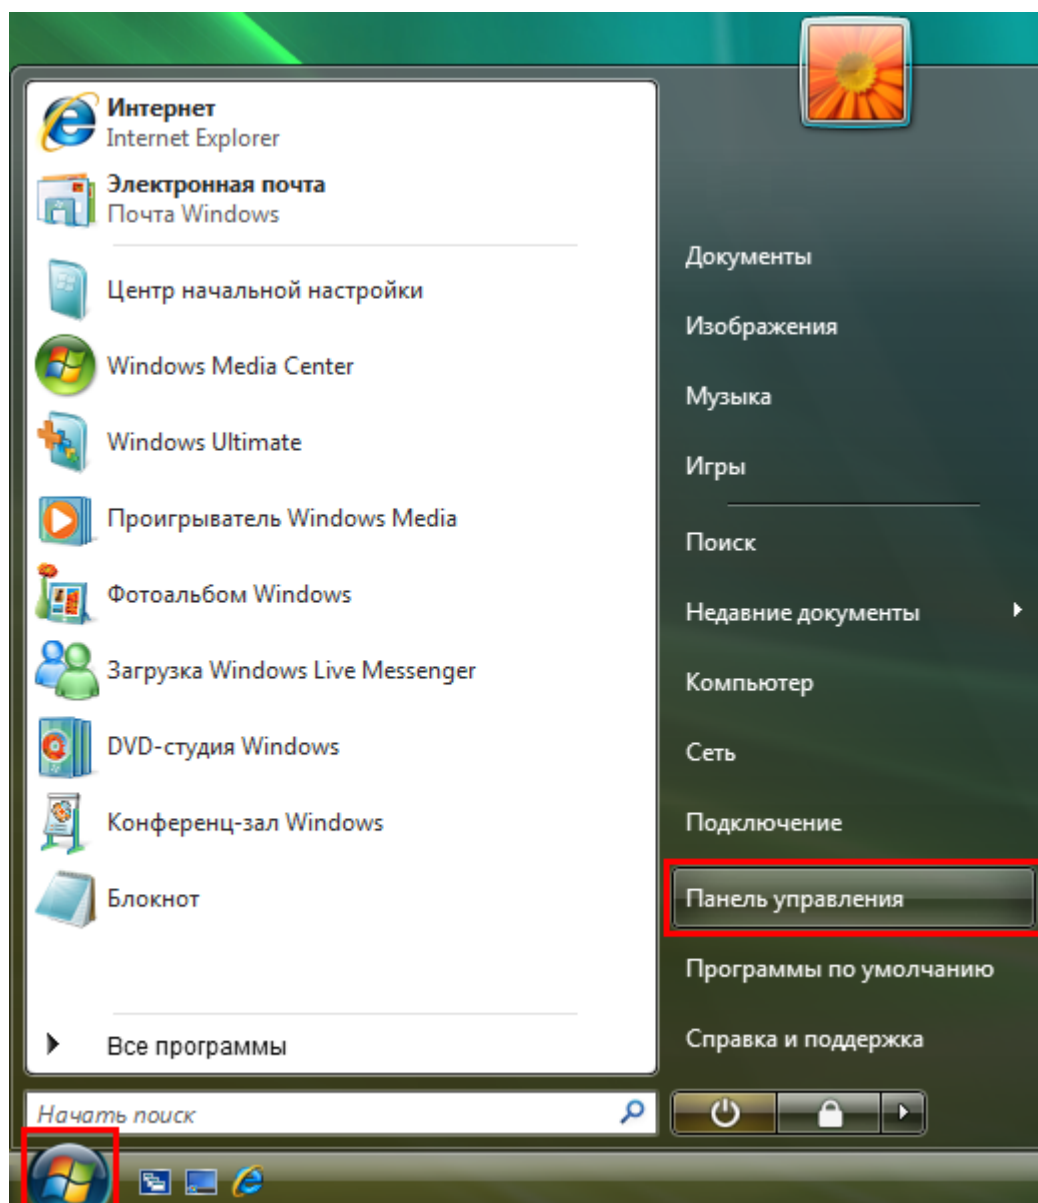 Интернет
Internet Explorer
Электронная почта
Почта Windows
Центр начальной настройки
Windows Media Center
Windows Ultimate
Проигрыватель Windows Media
Фотоальбом Windows
Загрузка Windows Live Messenger
DVD-студия Windows
Конференц-зал Windows
Блокнот
Все программы
Начать поиск
Документы
Изображения
Музыка
Игры
Поиск
Недавние документы
Компьютер
Сеть
Подключение
Панель управления
Программы по умолчанию
Справка и поддержка